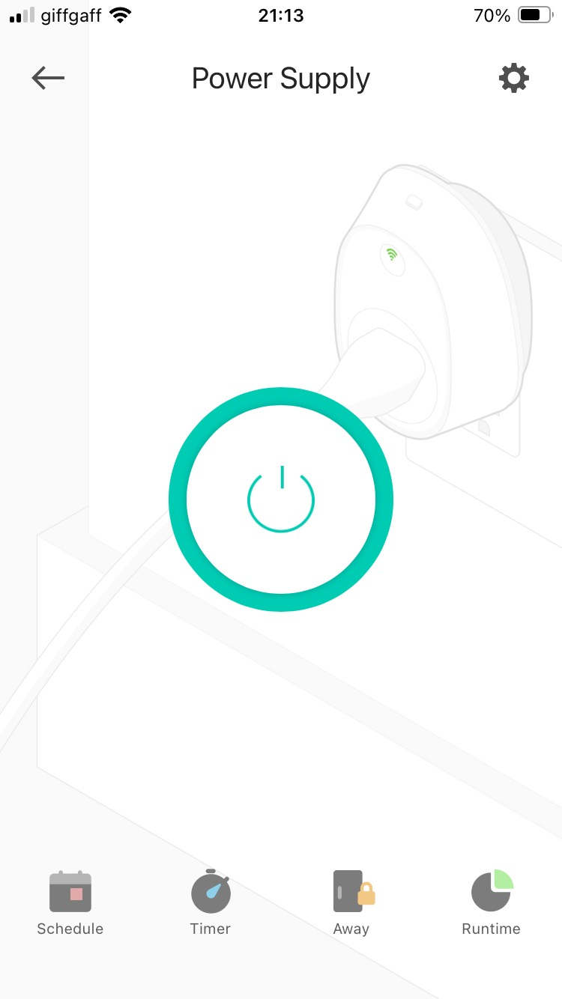 giffgaff 21:13 70%
Power Supply
Schedule Timer Away Runtime